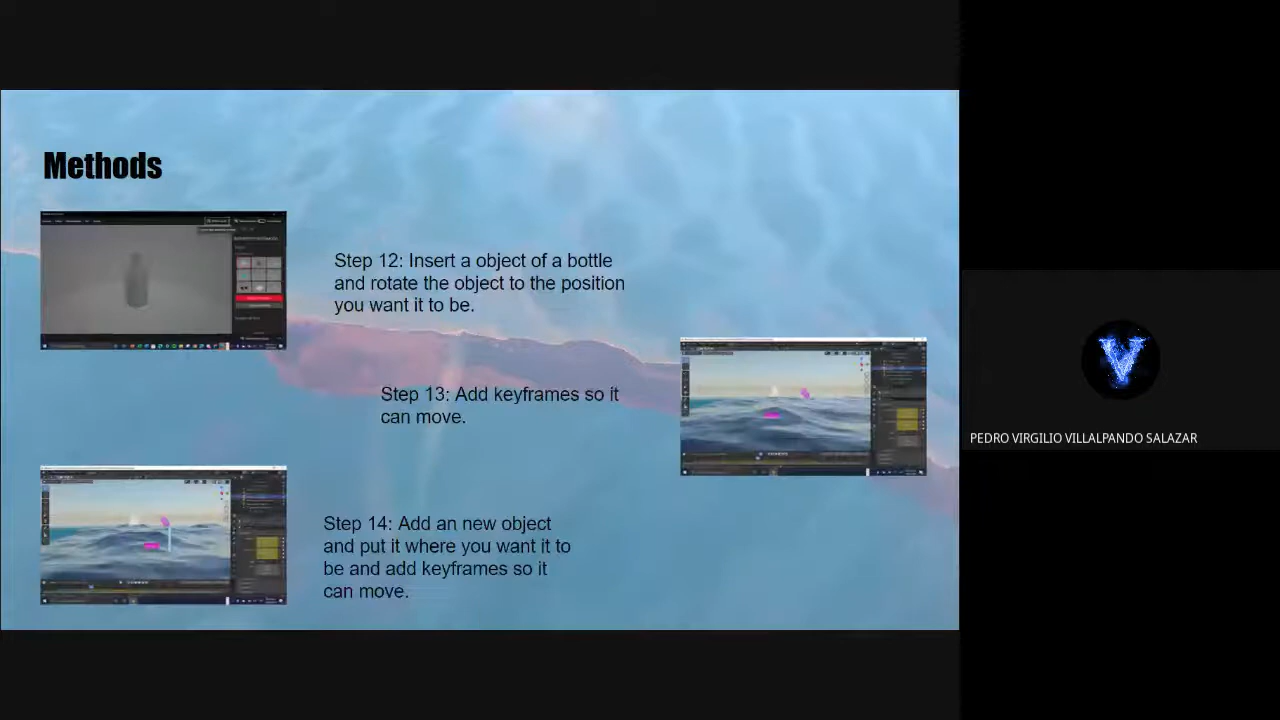 Methods
Step 12: Insert a object of a bottle
and rotate the object to the position
you want it to be.
Step 13: Add keyframes so it
can move.
Step 14: Add an new object
and put it where you want it to
be and add keyframes so it
can move.
PEDRO VIRGILIO VILLALPANDO SALAZAR